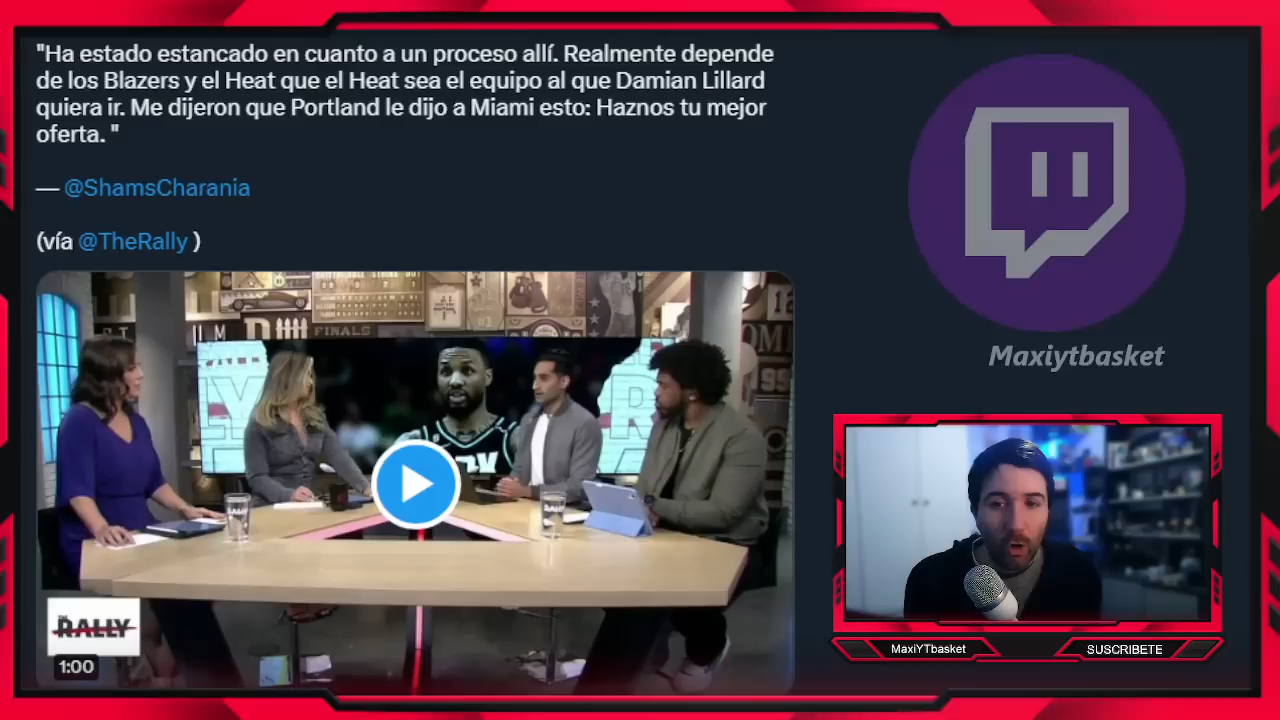 "Ha estado estancado en cuanto a un proceso allí. Realmente depende
de los Blazers y el Heat que el Heat sea el equipo al que Damian Lillard
quiera ir. Me dijeron que Portland le dijo a Miami esto: Haznos tu mejor
oferta. "
— @ShamsCharania
(vía @TheRally )
FINALS
RALLY
1:00
Maxiytbasket
MaxiYTbasket
SUSCRIBETE